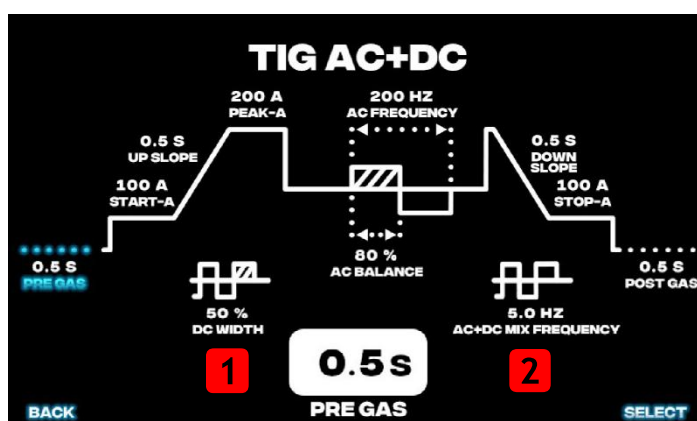 TIG AC+DC
200 A
PEAK-A
200 HZ
AC FREQUENCY
0.5 S
UP SLOPE
0.5 S
DOWN
SLOPE
100 A
START-A
100 A
STOP-A
0.5 S
PRE GAS
80 %
AC BALANCE
0.5 S
POST GAS
50 %
DC WIDTH
5.0 HZ
AC+DC MIX FREQUENCY
1
2
0.5 S
PRE GAS
BACK
SELECT